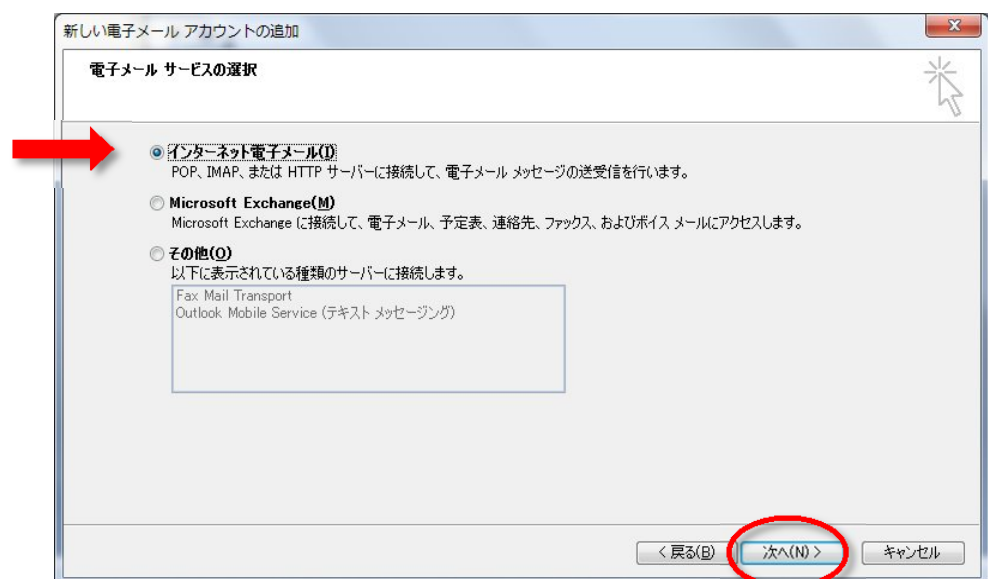 新しい電子メール アカウントの追加
電子メール サービスの選択
インターネット電子メール(I)
POP、IMAP、または HTTP サーバーに接続して、電子メール メッセージの送受信を行います。
Microsoft Exchange(M)
Microsoft Exchange に接続して、電子メール、予定表、連絡先、ファックス、およびボイス メールにアクセスします。
その他(O)
以下に表示されている種類のサーバーに接続します。
Fax Mail Transport
Outlook Mobile Service (テキスト メッセージング)
< 戻る(B) 次へ(N) > キャンセル